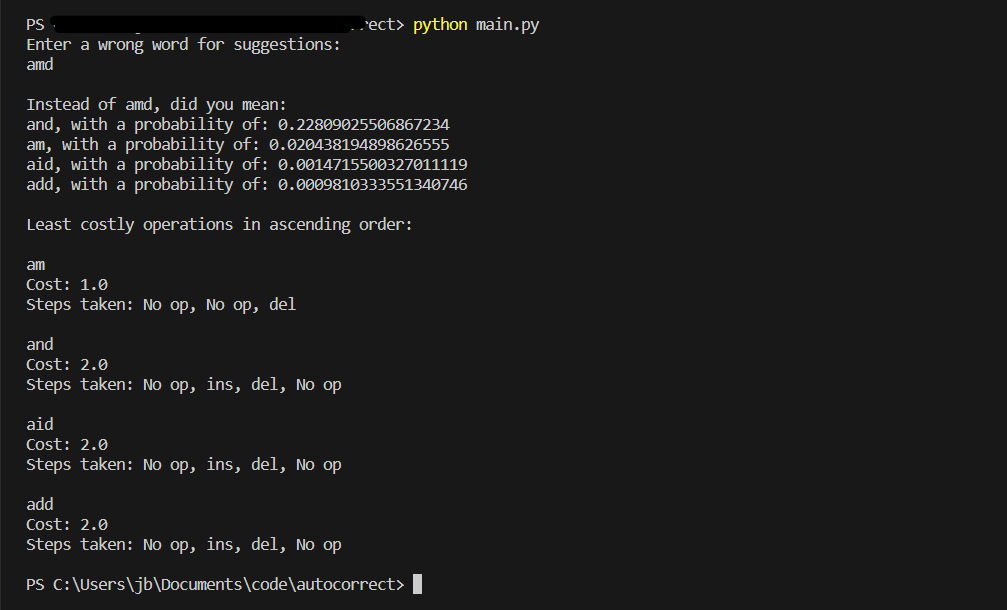 PS rect> python main.py
Enter a wrong word for suggestions:
amd
Instead of amd, did you mean:
and, with a probability of: 0.22809025506867234
am, with a probability of: 0.020438194898626555
aid, with a probability of: 0.0014715500327011119
add, with a probability of: 0.0009810333551340746
Least costly operations in ascending order:
am
Cost: 1.0
Steps taken: No op, No op, del
and
Cost: 2.0
Steps taken: No op, ins, del, No op
aid
Cost: 2.0
Steps taken: No op, ins, del, No op
add
Cost: 2.0
Steps taken: No op, ins, del, No op
PS C:\Users\jb\Documents\code\autocorrect>